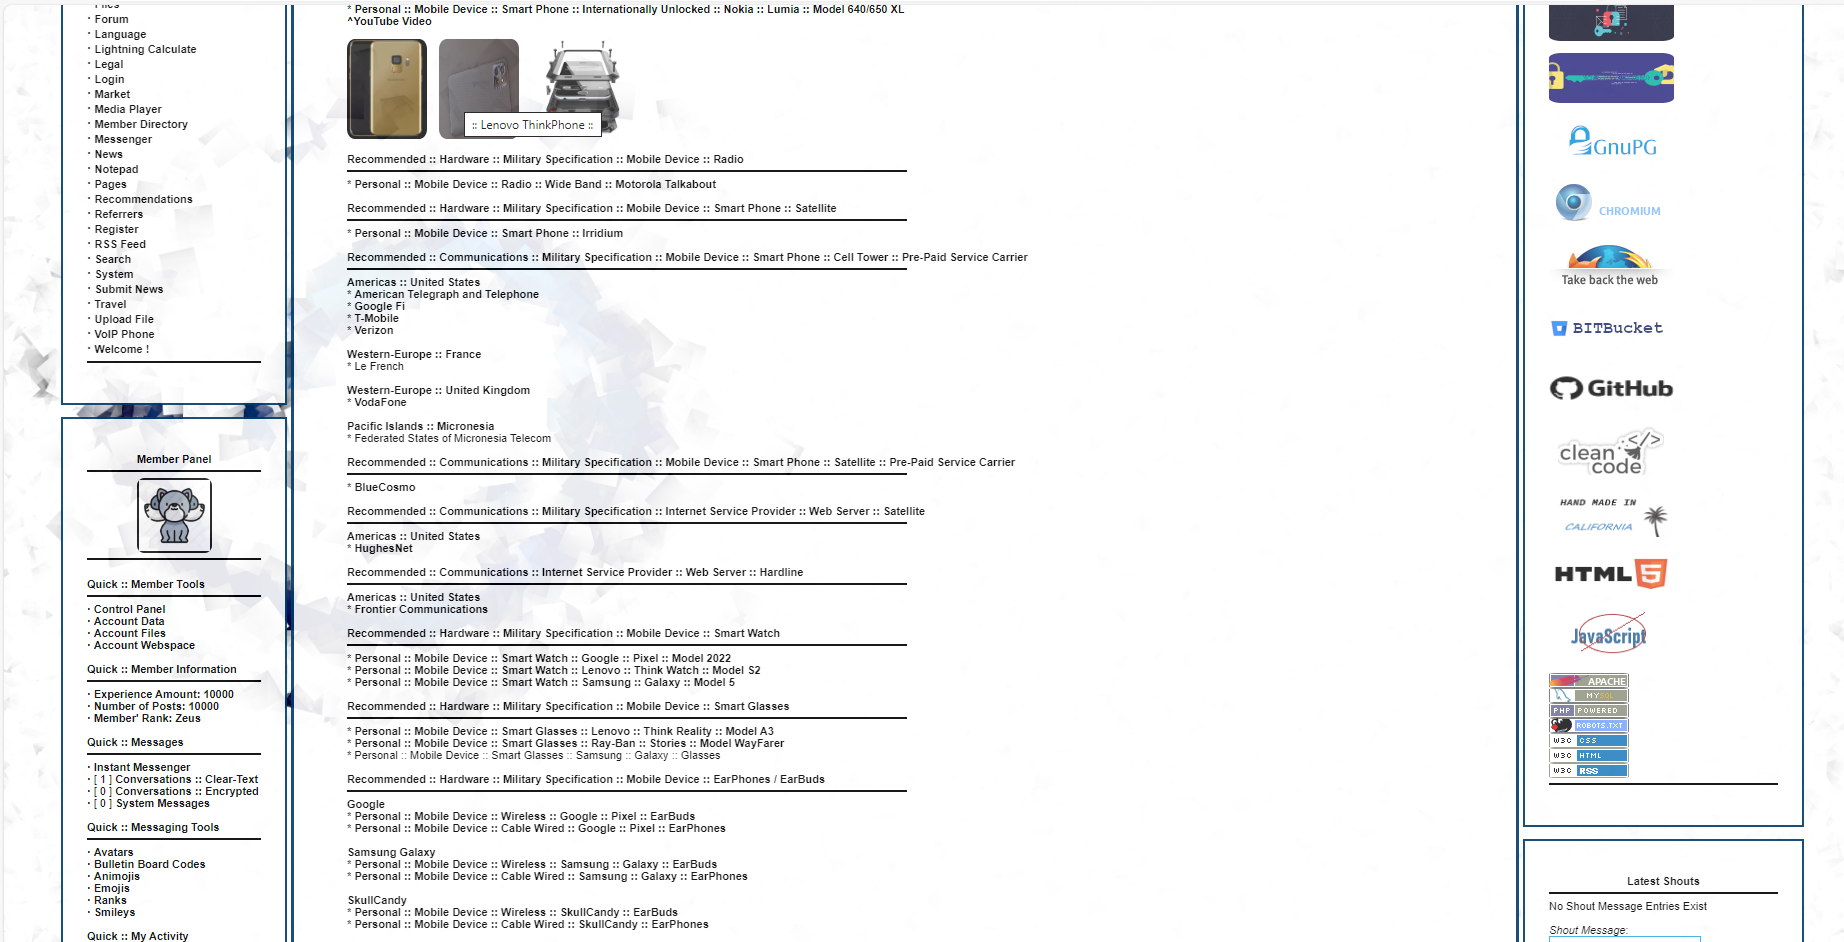 · Files
· Forum
· Language
· Lightning Calculate
· Legal
· Login
· Market
· Media Player
· Member Directory
· Messenger
· News
· Notepad
· Pages
· Recommendations
· Referrers
· Register
· RSS Feed
· Search
· System
· Submit News
· Travel
· Upload File
· VoIP Phone
· Welcome !
Member Panel
Quick :: Member Tools
· Control Panel
· Account Data
· Account Files
· Account Webspace
Quick :: Member Information
· Experience Amount: 10000
· Number of Posts: 10000
· Member' Rank: Zeus
Quick :: Messages
· Instant Messenger
· [ 1 ] Conversations :: Clear-Text
· [ 0 ] Conversations :: Encrypted
· [ 0 ] System Messages
Quick :: Messaging Tools
· Avatars
· Bulletin Board Codes
· Animojis
· Emojis
· Ranks
· Smileys
Quick :: My Activity
* Personal :: Mobile Device :: Smart Phone :: Internationally Unlocked :: Nokia :: Lumia :: Model 640/650 XL
^YouTube Video
:: Lenovo ThinkPhone ::
Recommended :: Hardware :: Military Specification :: Mobile Device :: Radio
* Personal :: Mobile Device :: Radio :: Wide Band :: Motorola Talkabout
Recommended :: Hardware :: Military Specification :: Mobile Device :: Smart Phone :: Satellite
* Personal :: Mobile Device :: Smart Phone :: Irridium
Recommended :: Communications :: Military Specification :: Mobile Device :: Smart Phone :: Cell Tower :: Pre-Paid Service Carrier
Americas :: United States
* American Telegraph and Telephone
* Google Fi
* T-Mobile
* Verizon
Western-Europe :: France
* Le French
Western-Europe :: United Kingdom
* VodaFone
Pacific Islands :: Micronesia
* Federated States of Micronesia Telecom
Recommended :: Communications :: Military Specification :: Mobile Device :: Smart Phone :: Satellite :: Pre-Paid Service Carrier
* BlueCosmo
Recommended :: Communications :: Military Specification :: Internet Service Provider :: Web Server :: Satellite
Americas :: United States
* HughesNet
Recommended :: Communications :: Internet Service Provider :: Web Server :: Hardline
Americas :: United States
* Frontier Communications
Recommended :: Hardware :: Military Specification :: Mobile Device :: Smart Watch
* Personal :: Mobile Device :: Smart Watch :: Google :: Pixel :: Model 2022
* Personal :: Mobile Device :: Smart Watch :: Lenovo :: Think Watch :: Model S2
* Personal :: Mobile Device :: Smart Watch :: Samsung :: Galaxy :: Model 5
Recommended :: Hardware :: Military Specification :: Mobile Device :: Smart Glasses
* Personal :: Mobile Device :: Smart Glasses :: Lenovo :: Think Reality :: Model A3
* Personal :: Mobile Device :: Smart Glasses :: Ray-Ban :: Stories :: Model WayFarer
* Personal :: Mobile Device :: Smart Glasses :: Samsung :: Galaxy :: Glasses
Recommended :: Hardware :: Military Specification :: Mobile Device :: EarPhones / EarBuds
Google
* Personal :: Mobile Device :: Wireless :: Google :: Pixel :: EarBuds
* Personal :: Mobile Device :: Cable Wired :: Google :: Pixel :: EarPhones
Samsung Galaxy
* Personal :: Mobile Device :: Wireless :: Samsung :: Galaxy :: EarBuds
* Personal :: Mobile Device :: Cable Wired :: Samsung :: Galaxy :: EarPhones
SkullCandy
* Personal :: Mobile Device :: Wireless :: SkullCandy :: EarBuds
* Personal :: Mobile Device :: Cable Wired :: SkullCandy :: EarPhones
GnuPG
CHROMIUM
Take back the web
BITBucket
GitHub
clean code </>
HAND MADE IN
CALIFORNIA
HTML 5
JavaScript
APACHE
MYSQL
PHP POWERED
ROBOTS.TXT
W3C CSS
W3C HTML
W3C RSS
Latest Shouts
No Shout Message Entries Exist
Shout Message: